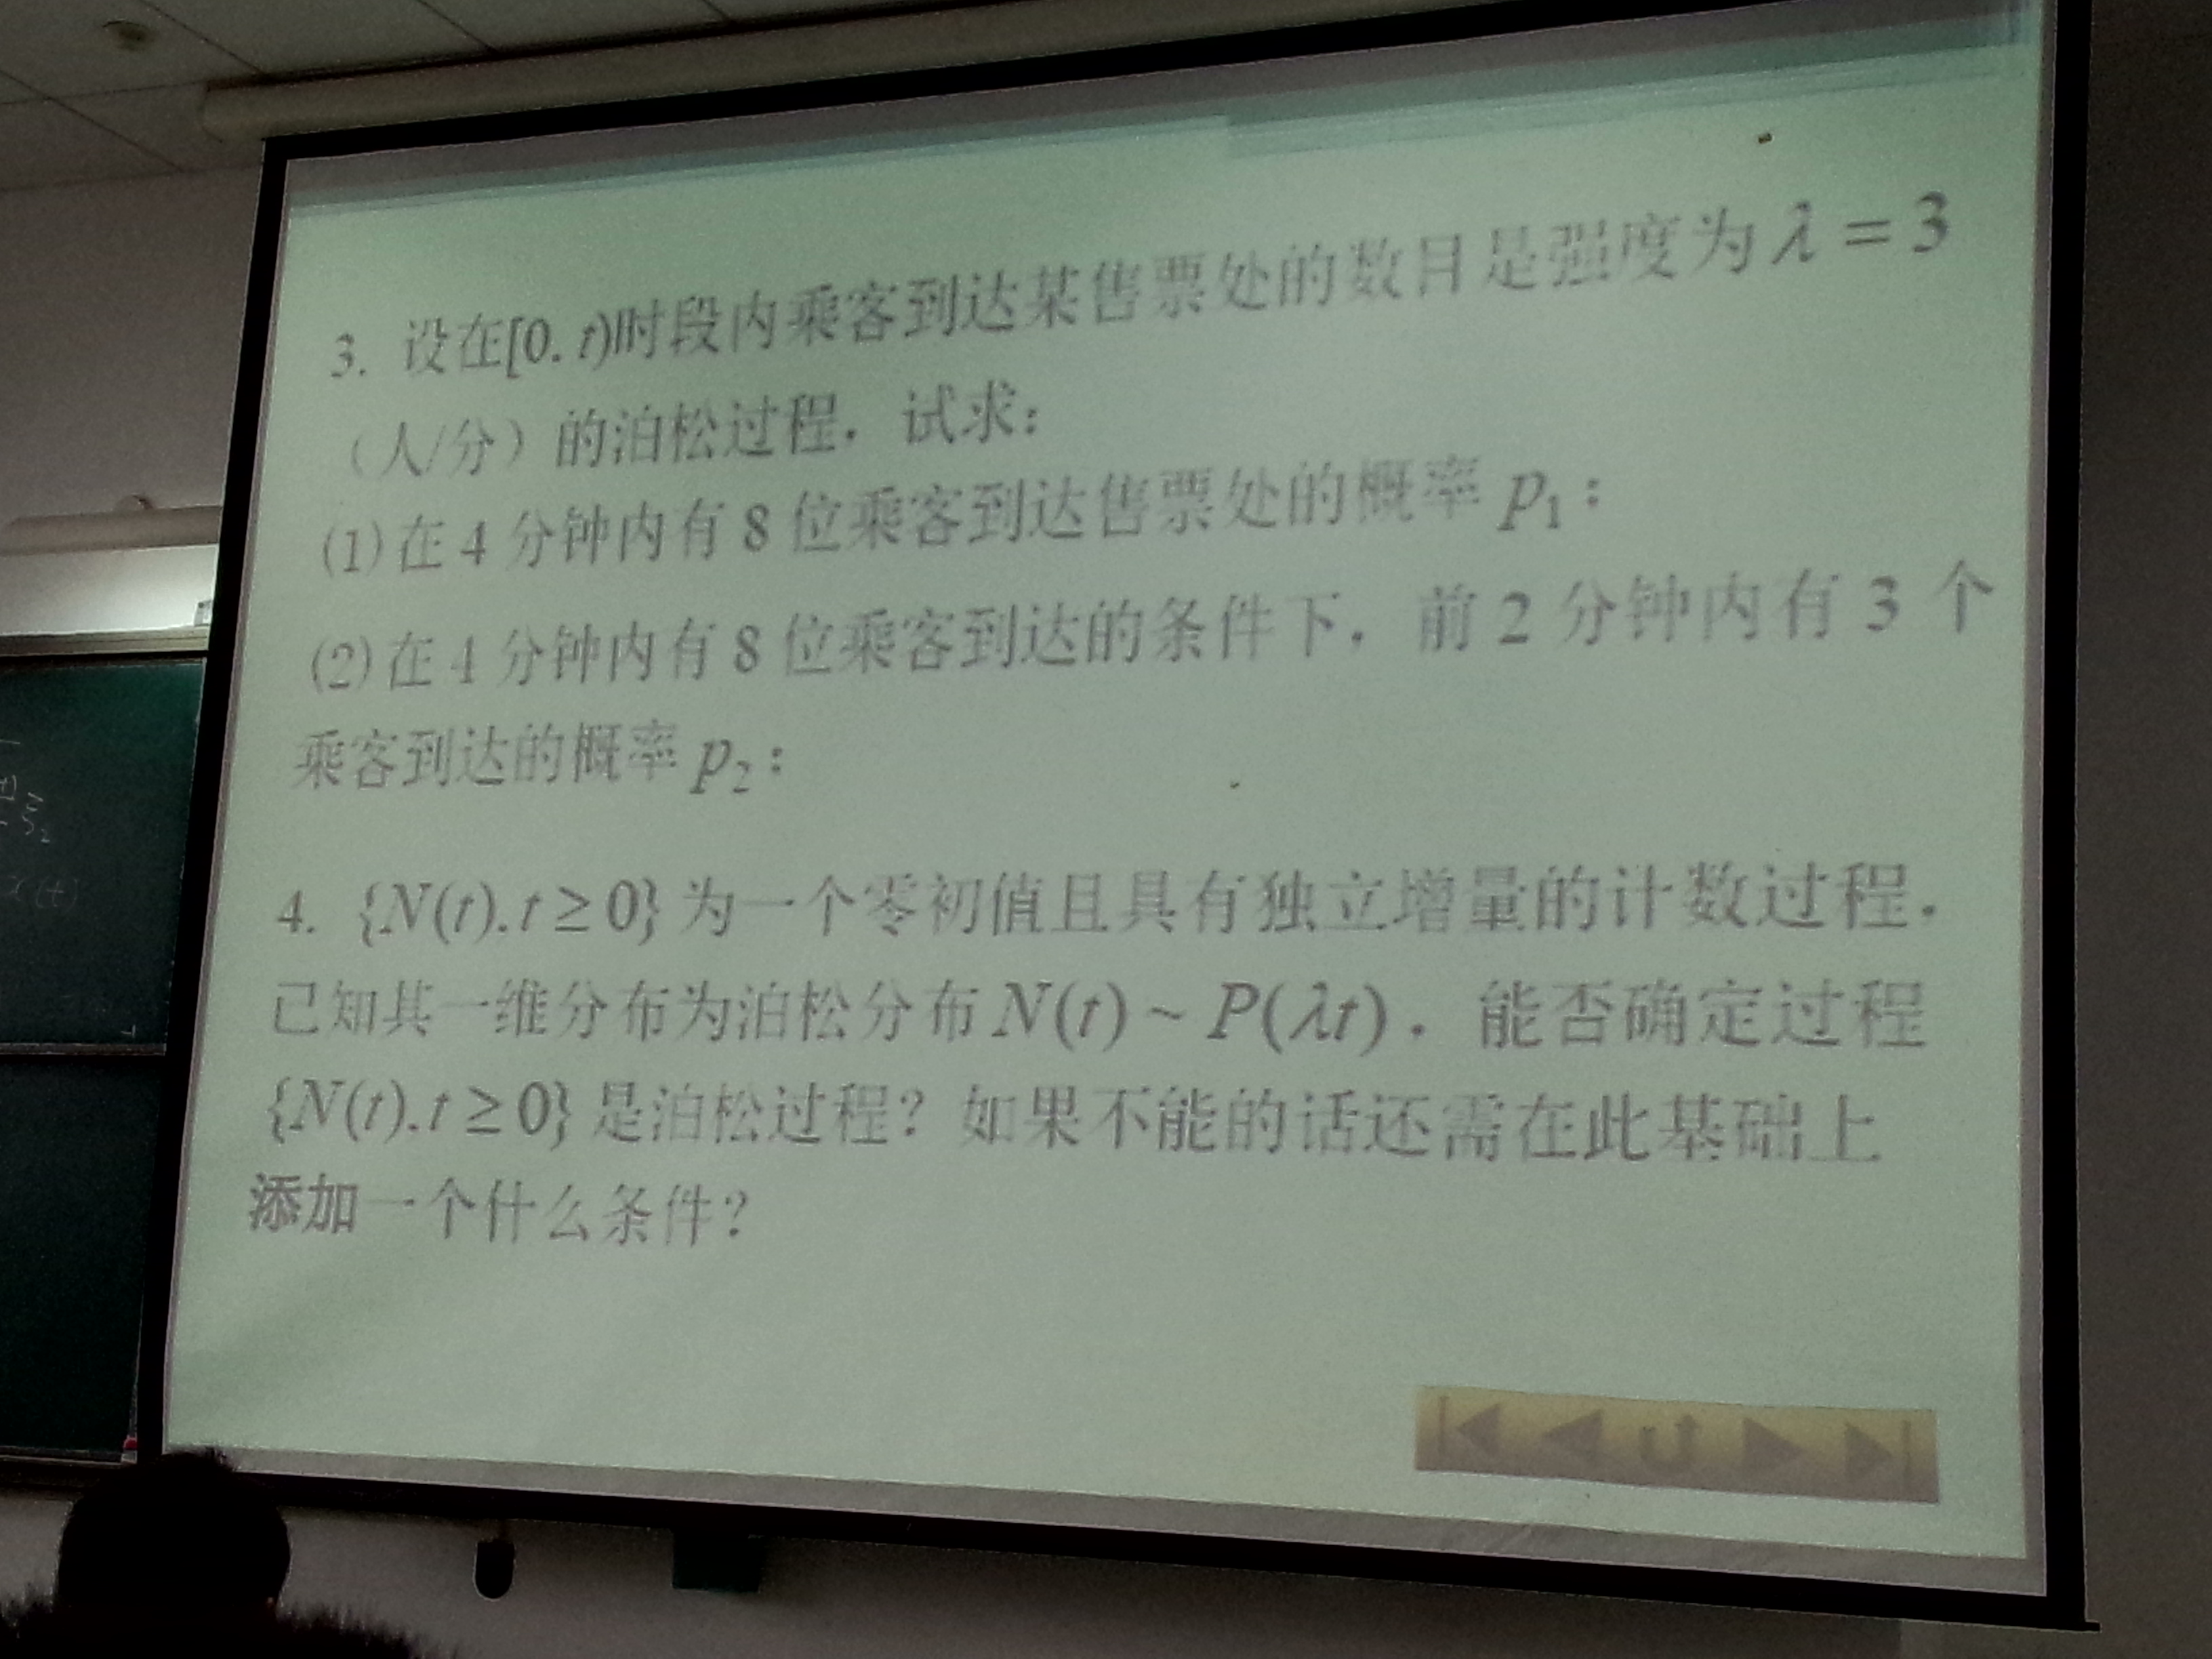 3. 设在[0, t)时段内乘客到达某售票处的数目是强度为 λ = 3
（人/分）的泊松过程. 试求：
(1)在 4 分钟内有 8 位乘客到达售票处的概率 p₁；
(2)在 4 分钟内有 8 位乘客到达的条件下，前 2 分钟内有 3 个
乘客到达的概率 p₂；
4. {N(t), t ≥ 0} 为一个零初值且具有独立增量的计数过程.
已知其一维分布为泊松分布 N(t) ~ P(λt). 能否确定过程
{N(t), t ≥ 0} 是泊松过程？如果不能的话还需在此基础上
添加一个什么条件？
x(t)